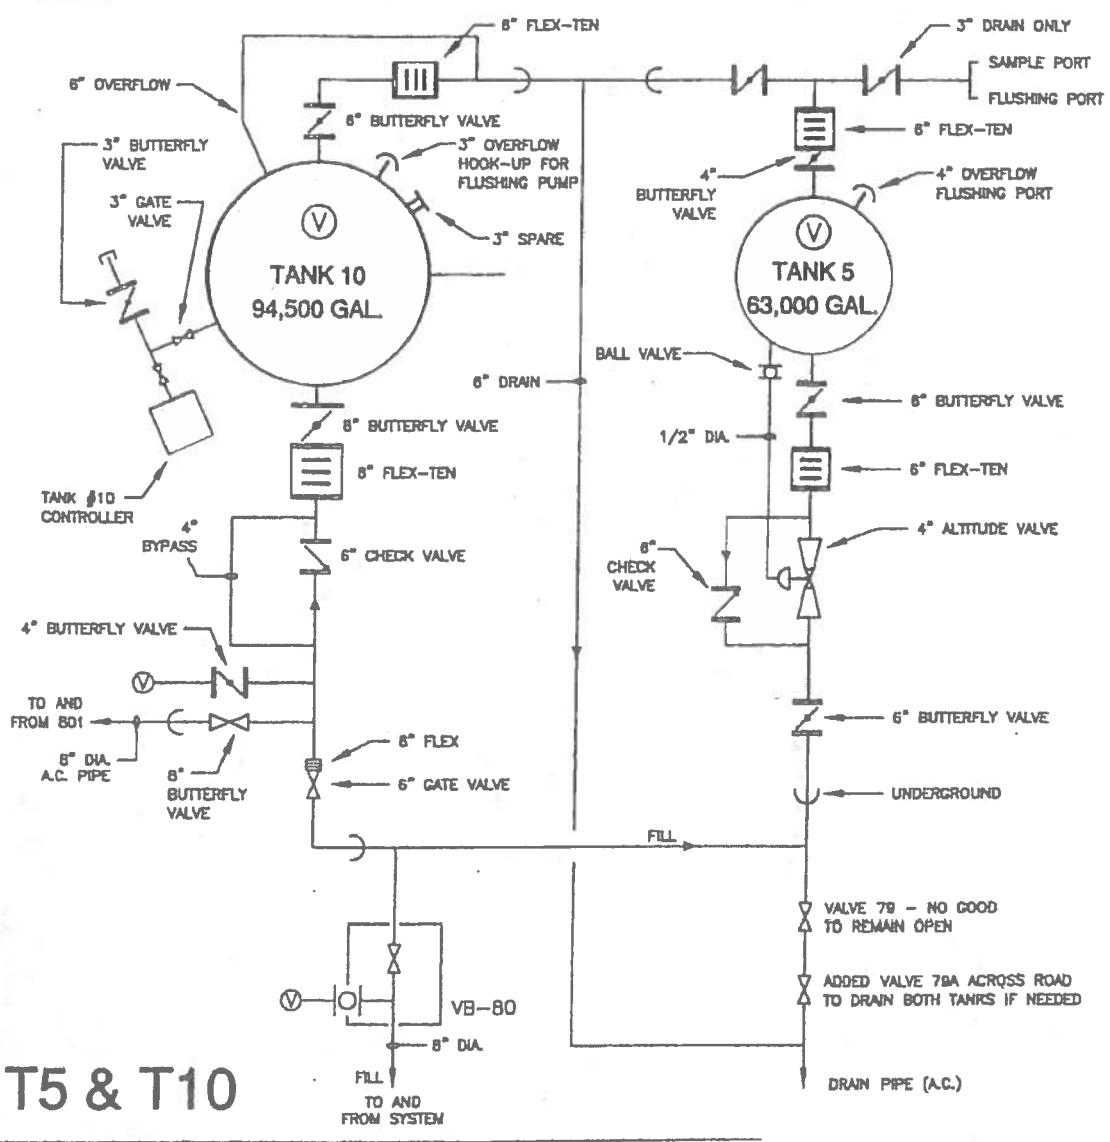 6" FLEX-TEN
3" DRAIN ONLY
SAMPLE PORT
FLUSHING PORT
6" OVERFLOW
6" BUTTERFLY VALVE
6" FLEX-TEN
3" BUTTERFLY
VALVE
3" OVERFLOW
HOOK-UP FOR
FLUSHING PUMP
4"
BUTTERFLY
VALVE
4" OVERFLOW
FLUSHING PORT
3" GATE
VALVE
3" SPARE
V
TANK 10
94,500 GAL.
V
TANK 5
63,000 GAL.
BALL VALVE
6" DRAIN
6" BUTTERFLY VALVE
8" BUTTERFLY VALVE
1/2" DIA.
8" FLEX-TEN
6" FLEX-TEN
TANK #10
CONTROLLER
4"
BYPASS
4" ALTITUDE VALVE
6" CHECK VALVE
6"
CHECK
VALVE
4" BUTTERFLY VALVE
V
TO AND
FROM 801
6" BUTTERFLY VALVE
8" DIA.
A.C. PIPE
8"
BUTTERFLY
VALVE
8" FLEX
6" GATE VALVE
UNDERGROUND
FILL
VALVE 79 - NO GOOD
TO REMAIN OPEN
ADDED VALVE 79A ACROSS ROAD
TO DRAIN BOTH TANKS IF NEEDED
V
VB-80
8" DIA.
FILL
TO AND
FROM SYSTEM
DRAIN PIPE (A.C.)
T5 & T10